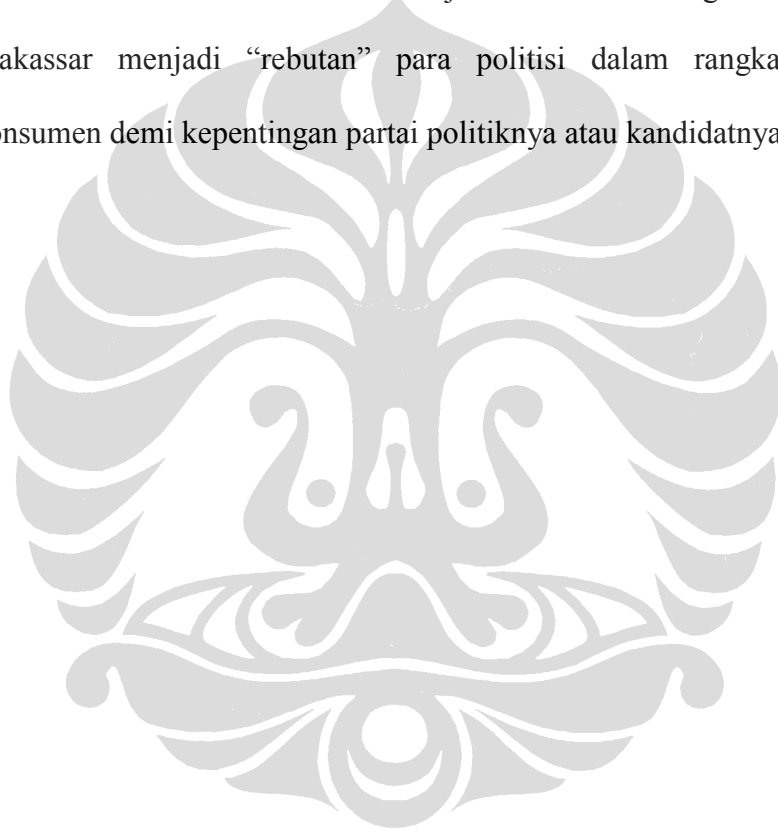 akassar menjadi “rebutan” para politisi dalam rangka
onsumen demi kepentingan partai politiknya atau kandidatnya